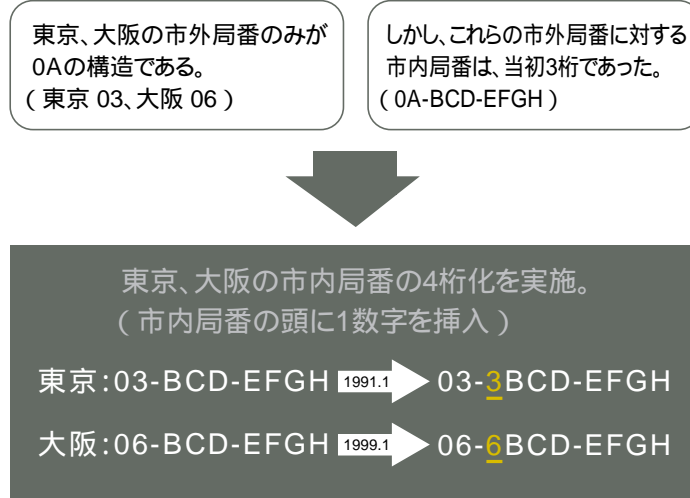 東京、大阪の市外局番のみが
0Aの構造である。
（東京 03、大阪 06）
しかし、これらの市外局番に対する
市内局番は、当初3桁であった。
（0A-BCD-EFGH）
東京、大阪の市内局番の4桁化を実施。
（市内局番の頭に1数字を挿入）
東京:03-BCD-EFGH 1991.1 03-3BCD-EFGH
大阪:06-BCD-EFGH 1999.1 06-6BCD-EFGH